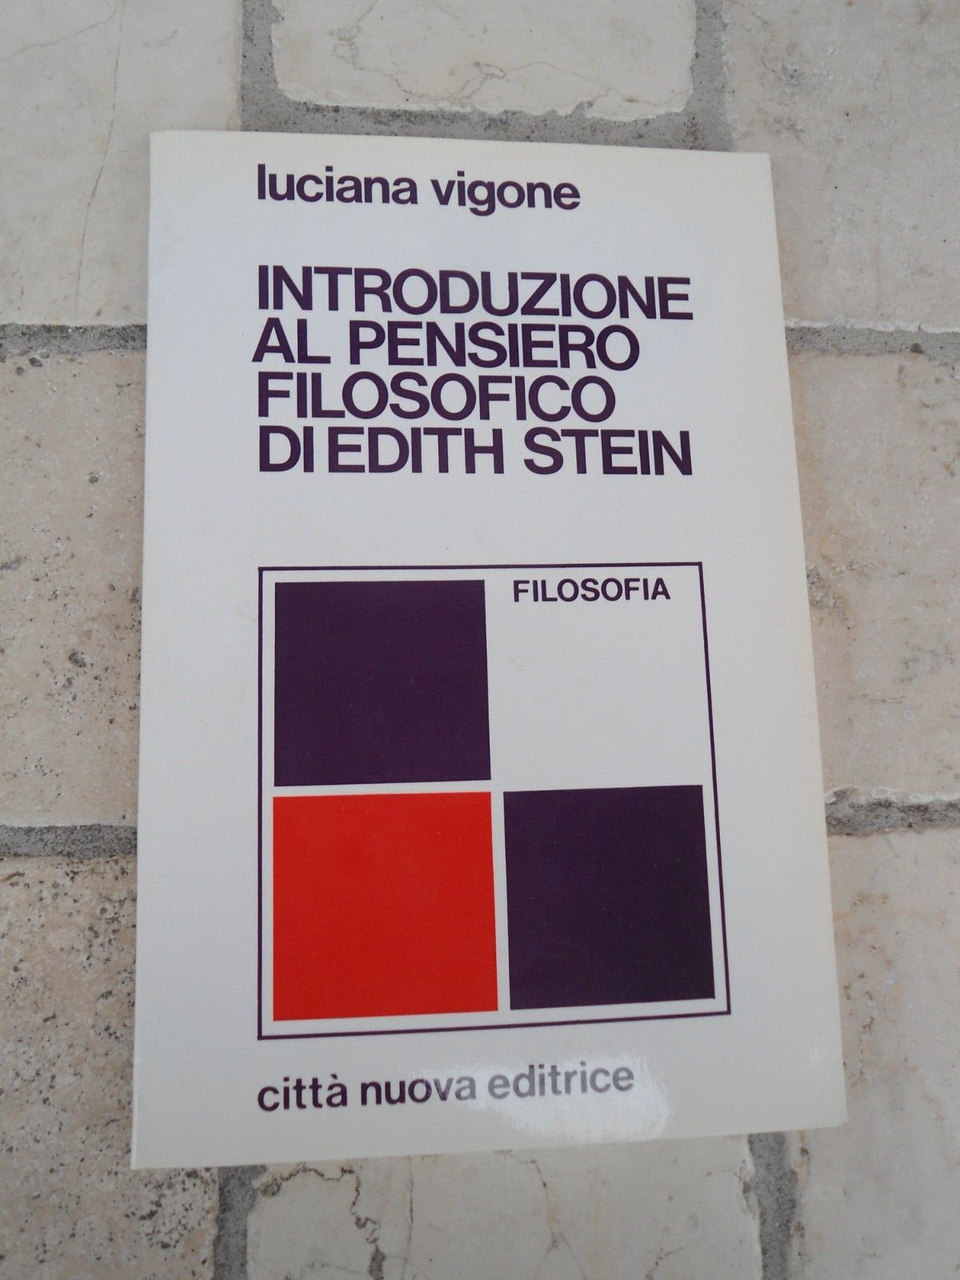 luciana vigone
INTRODUZIONE
AL PENSIERO
FILOSOFICO
DI EDITH STEIN
FILOSOFIA
città nuova editrice